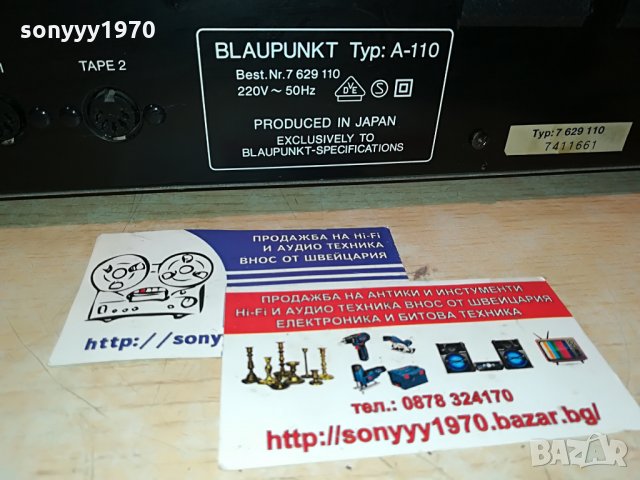 sonyyy1970
TAPE 2
BLAUPUNKT Typ: A-110
Best.Nr.7 629 110
220V ~ 50Hz
DVE
S
PRODUCED IN JAPAN
EXCLUSIVELY TO
BLAUPUNKT-SPECIFICATIONS
Typ: 7 629 110
7411661
ПРОДАЖБА НА Hi-Fi
И АУДИО ТЕХНИКА
ВНОС ОТ ШВЕЙЦАРИЯ
http://sony
ПРОДАЖБА НА АНТИКИ И ИНСТУМЕНТИ
Hi-Fi И АУДИО ТЕХНИКА ВНОС ОТ ШВЕЙЦАРИЯ
ЕЛЕКТРОНИКА И БИТОВА ТЕХНИКА
тел.: 0878 324170
http://sonyyy1970.bazar.bg/
BAZAR